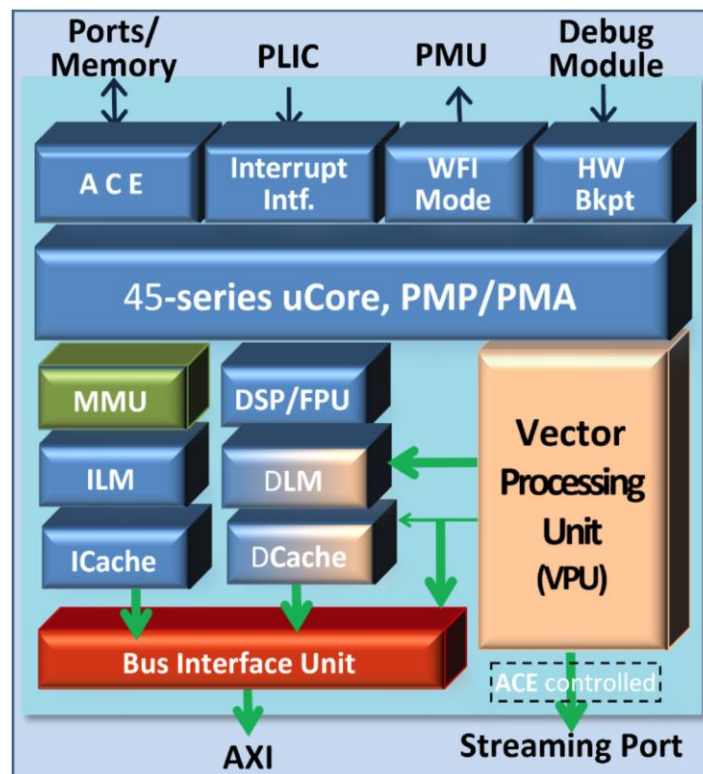 Ports/
Memory
PLIC
PMU
Debug
Module
A C E
Interrupt
Intf.
WFI
Mode
HW
Bkpt
45-series uCore, PMP/PMA
MMU
DSP/FPU
ILM
DLM
ICache
DCache
Vector
Processing
Unit
(VPU)
Bus Interface Unit
ACE controlled
AXI
Streaming Port